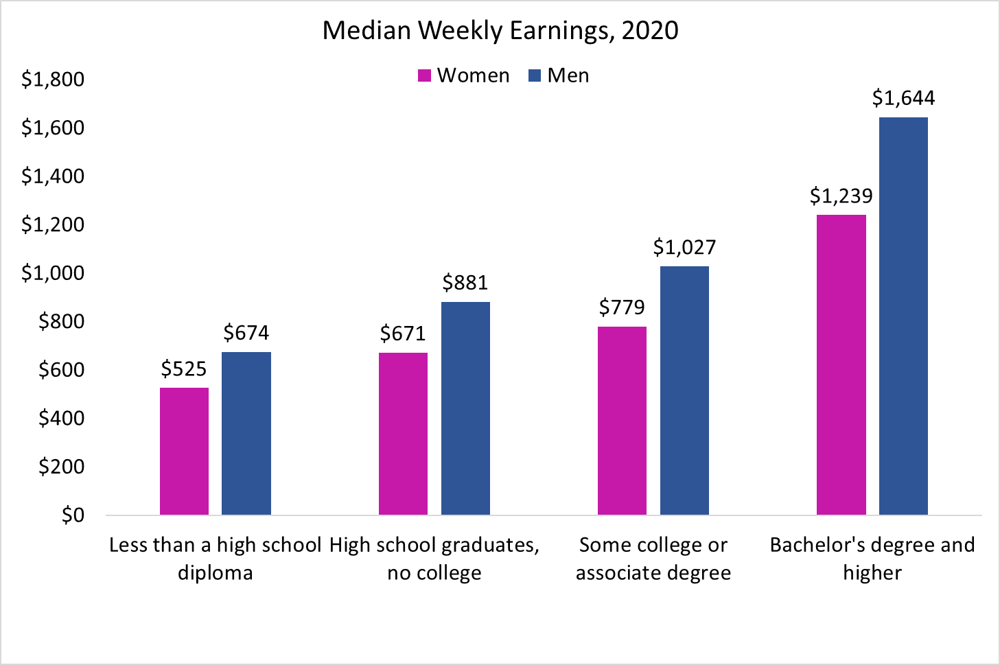 Median Weekly Earnings, 2020
Women Men
$1,800
$1,600
$1,400
$1,200
$1,000
$800
$600
$400
$200
$0
$525
$674
$671
$881
$779
$1,027
$1,239
$1,644
Less than a high school
diploma
High school graduates,
no college
Some college or
associate degree
Bachelor's degree and
higher